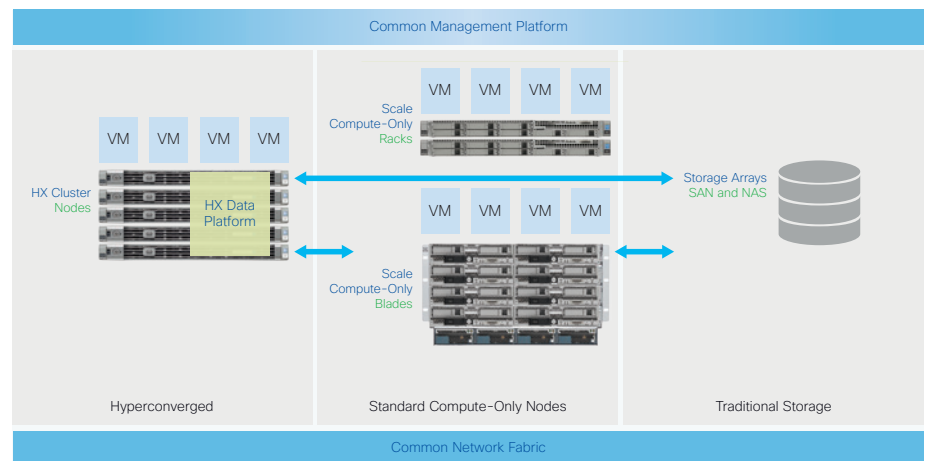 Common Management Platform
VM VM VM VM
HX Cluster
Nodes
HX Data
Platform
Hyperconverged
VM VM VM VM
Scale
Compute-Only
Racks
VM VM VM VM
Scale
Compute-Only
Blades
Standard Compute-Only Nodes
Storage Arrays
SAN and NAS
Traditional Storage
Common Network Fabric